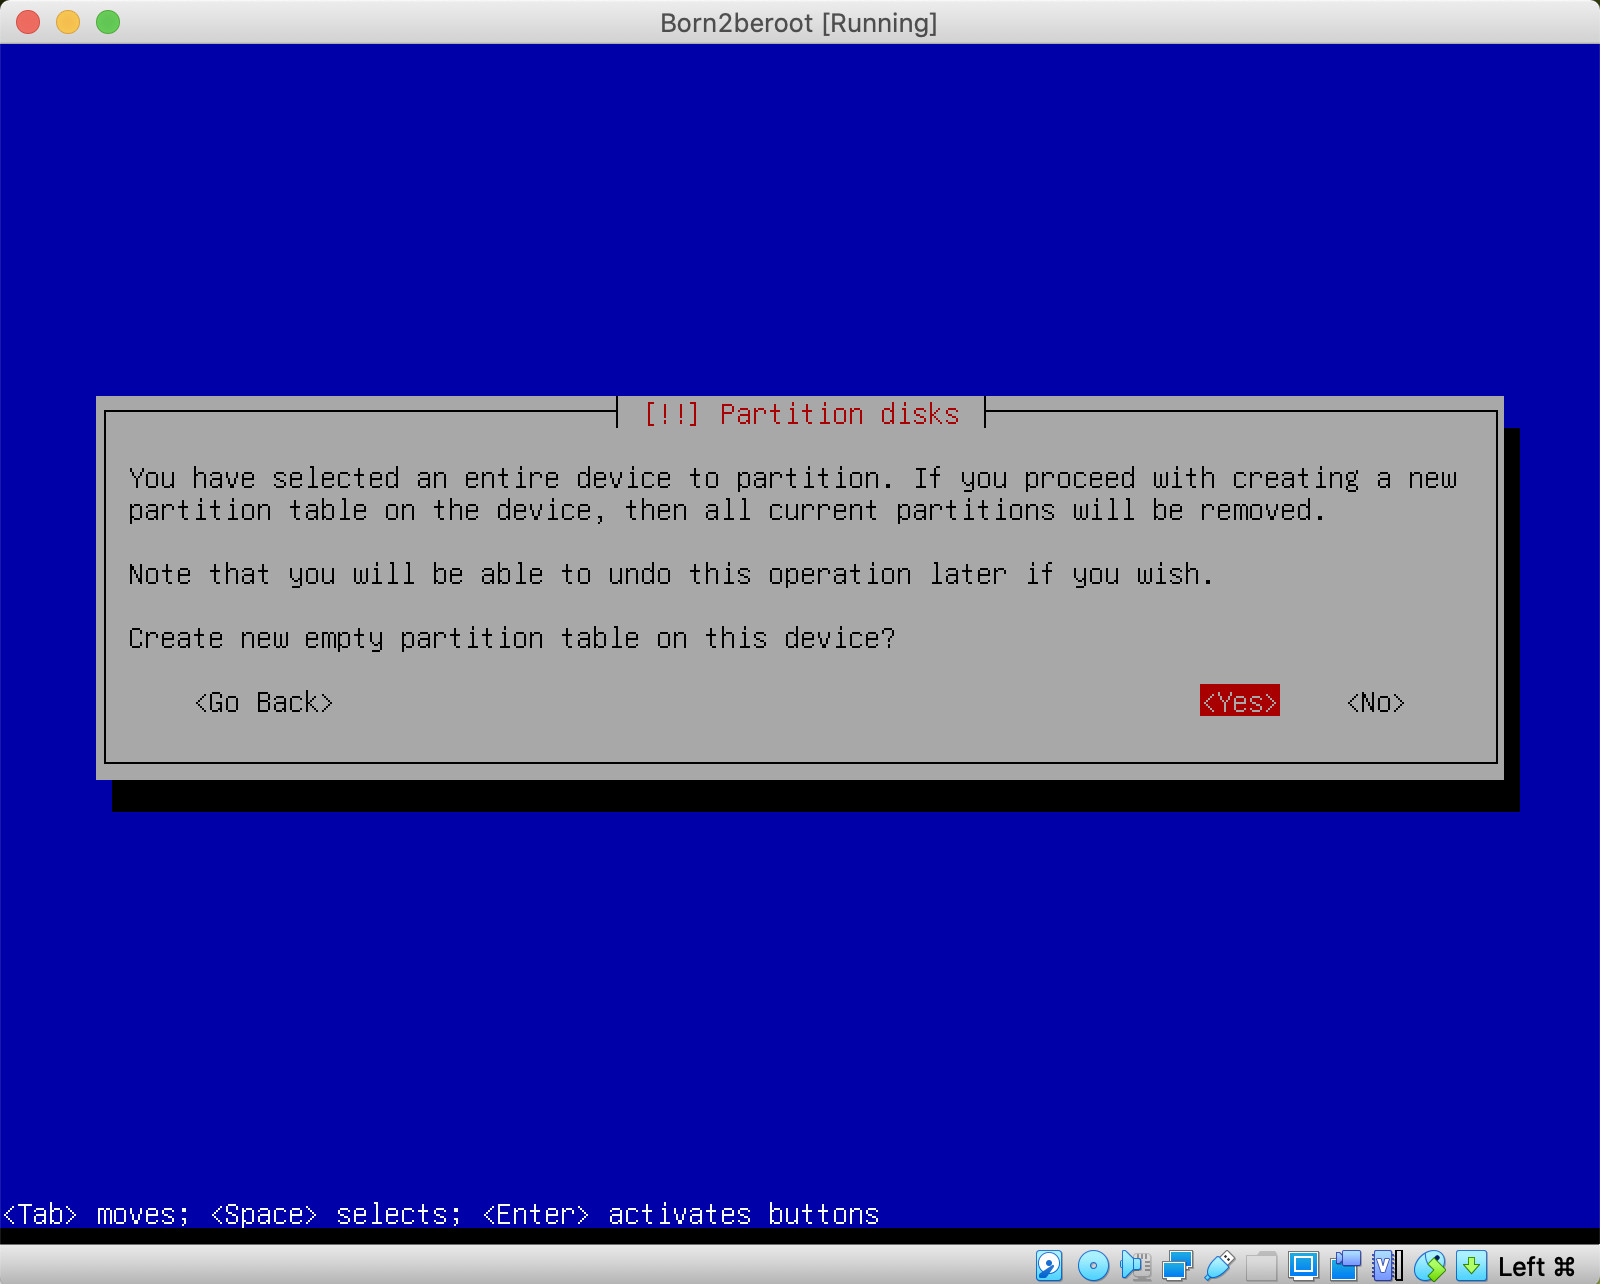 Born2beroot [Running]
[!!] Partition disks
You have selected an entire device to partition. If you proceed with creating a new
partition table on the device, then all current partitions will be removed.
Note that you will be able to undo this operation later if you wish.
Create new empty partition table on this device?
<Go Back> <Yes> <No>
<Tab> moves; <Space> selects; <Enter> activates buttons
Left ⌘